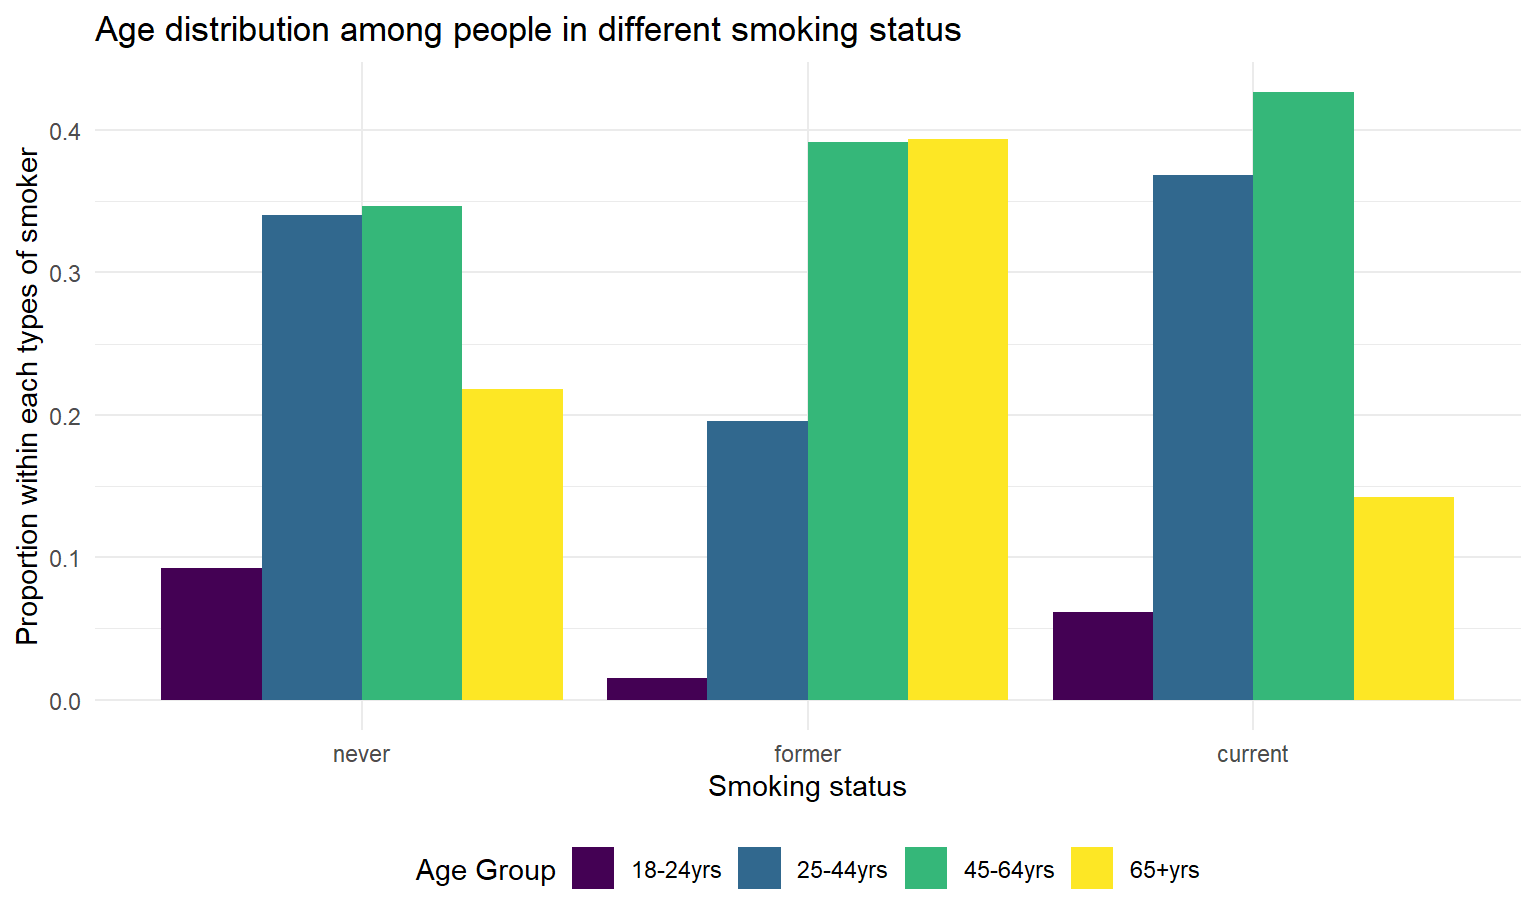 Age distribution among people in different smoking status
Proportion within each types of smoker
0.4
0.3
0.2
0.1
0.0
never former current
Smoking status
Age Group 18-24yrs 25-44yrs 45-64yrs 65+yrs